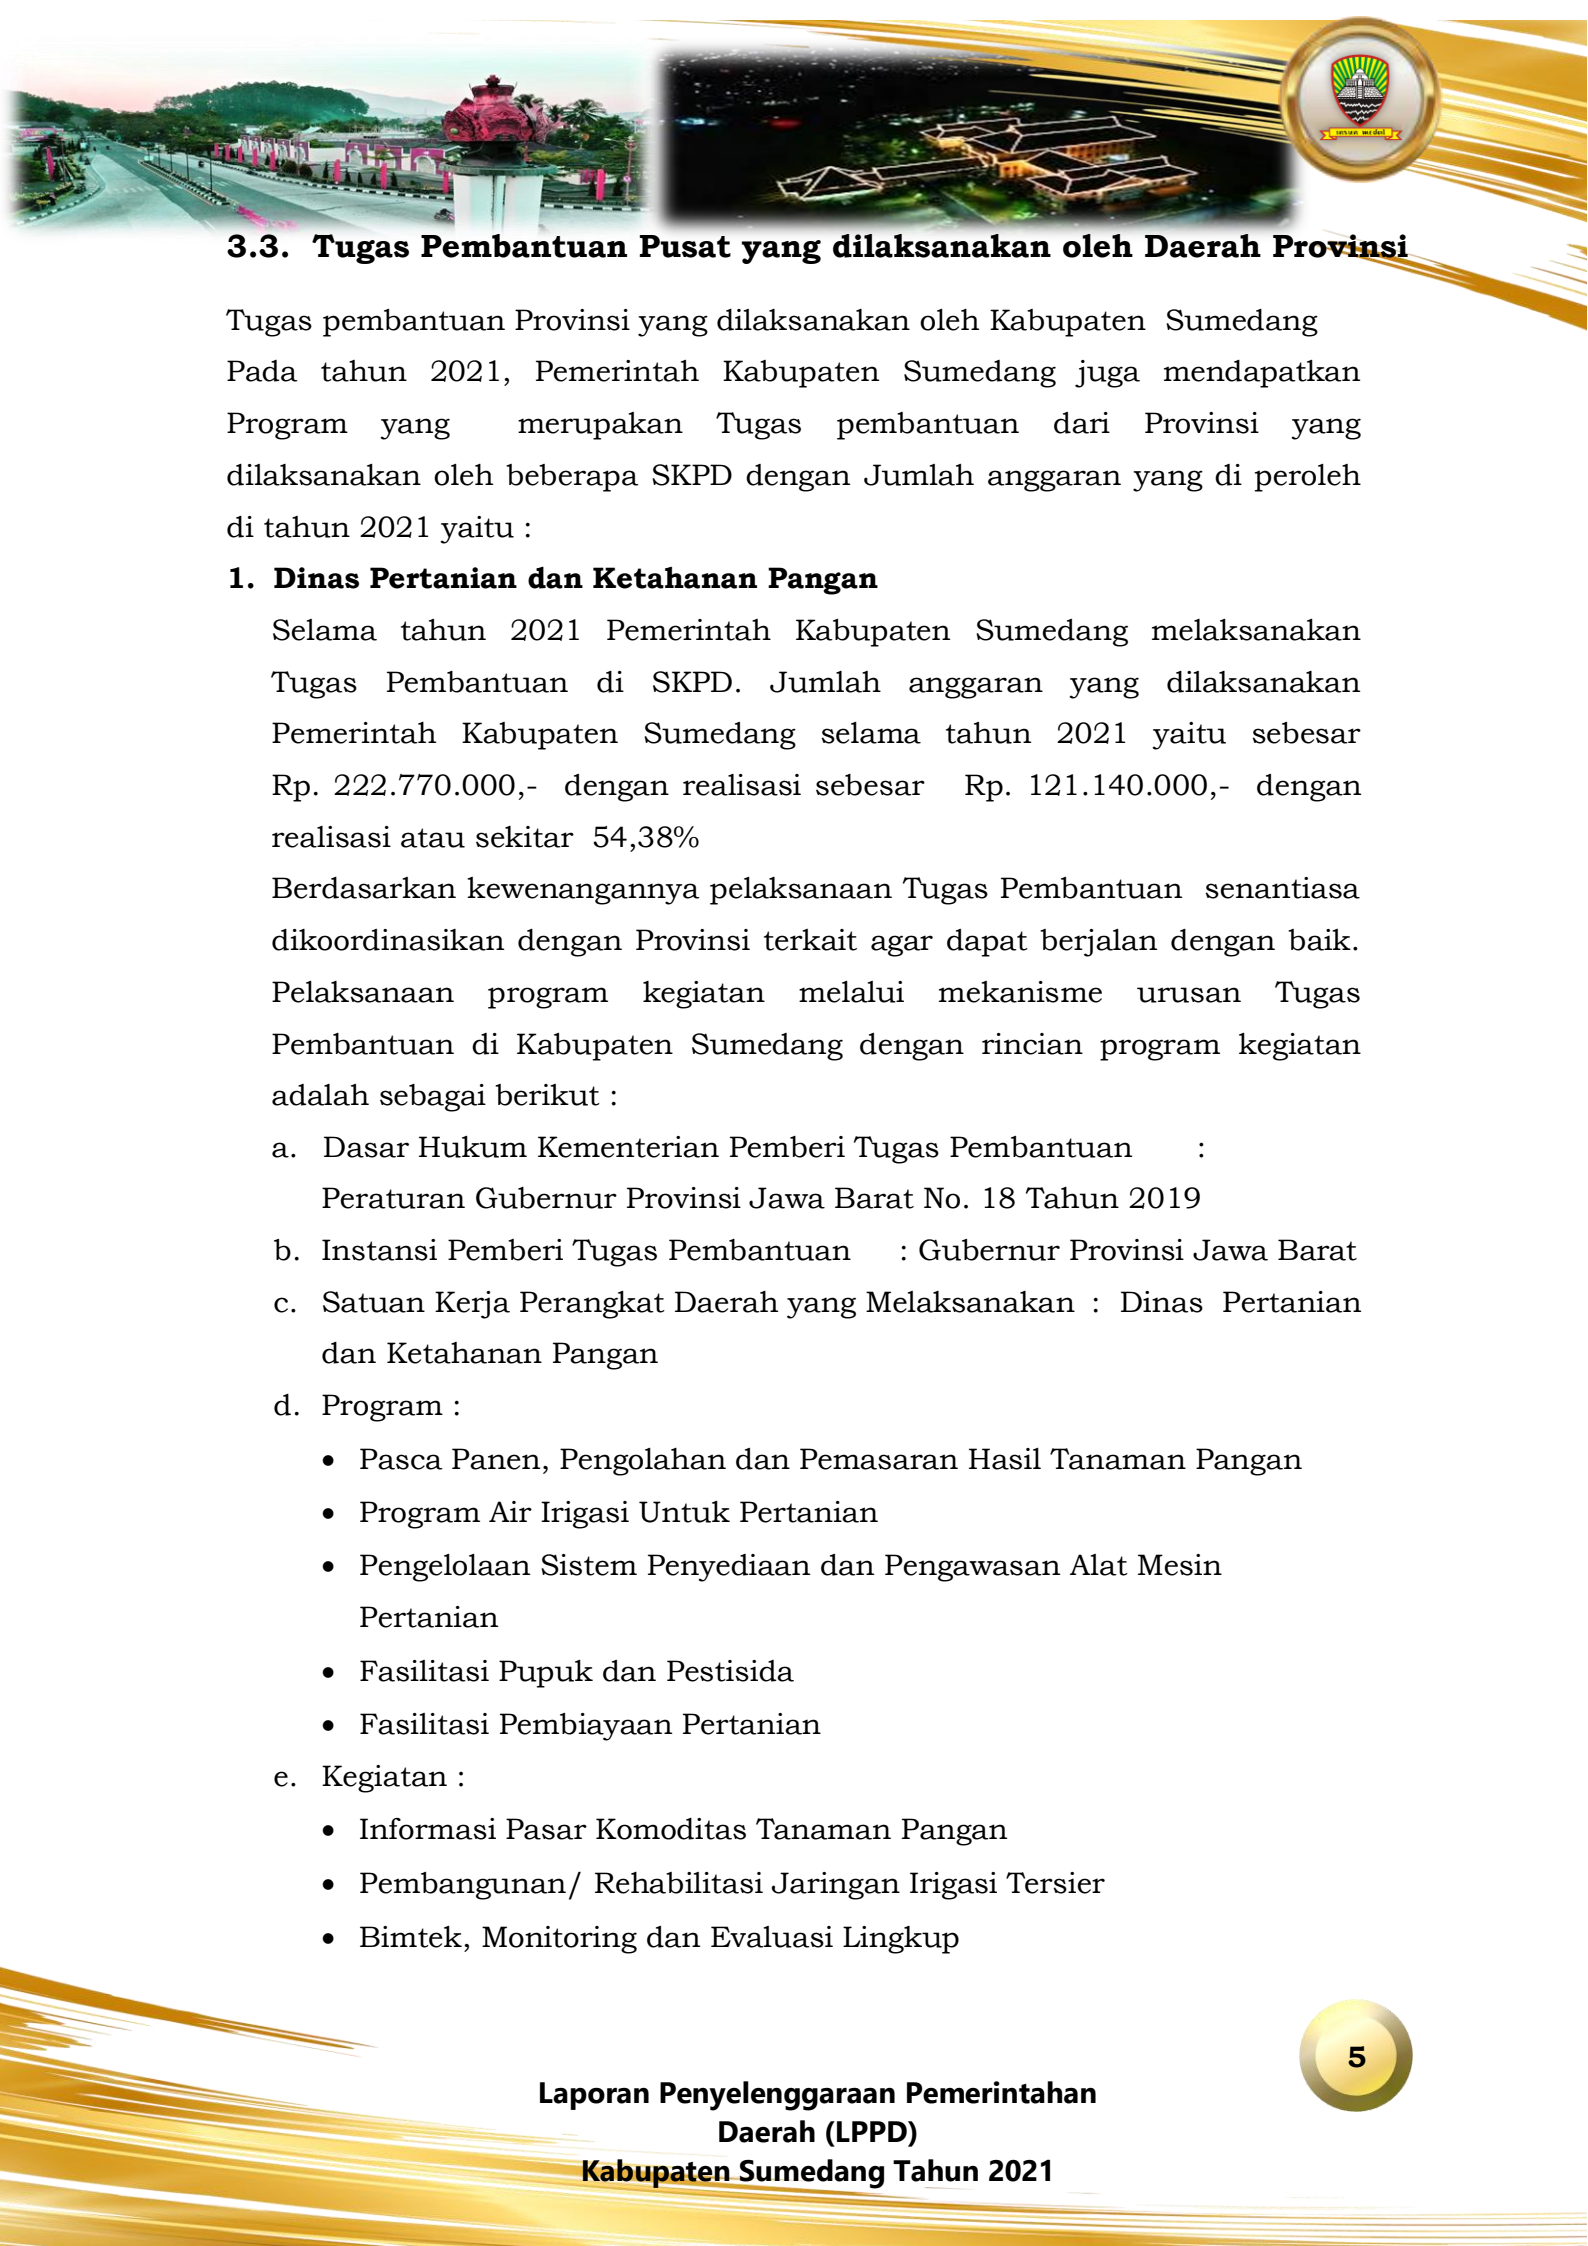 insun medal
3.3. Tugas Pembantuan Pusat yang dilaksanakan oleh Daerah Provinsi
Tugas pembantuan Provinsi yang dilaksanakan oleh Kabupaten Sumedang
Pada tahun 2021, Pemerintah Kabupaten Sumedang juga mendapatkan
Program yang merupakan Tugas pembantuan dari Provinsi yang
dilaksanakan oleh beberapa SKPD dengan Jumlah anggaran yang di peroleh
di tahun 2021 yaitu :
1. Dinas Pertanian dan Ketahanan Pangan
Selama tahun 2021 Pemerintah Kabupaten Sumedang melaksanakan
Tugas Pembantuan di SKPD. Jumlah anggaran yang dilaksanakan
Pemerintah Kabupaten Sumedang selama tahun 2021 yaitu sebesar
Rp. 222.770.000,- dengan realisasi sebesar Rp. 121.140.000,- dengan
realisasi atau sekitar 54,38%
Berdasarkan kewenangannya pelaksanaan Tugas Pembantuan senantiasa
dikoordinasikan dengan Provinsi terkait agar dapat berjalan dengan baik.
Pelaksanaan program kegiatan melalui mekanisme urusan Tugas
Pembantuan di Kabupaten Sumedang dengan rincian program kegiatan
adalah sebagai berikut :
a. Dasar Hukum Kementerian Pemberi Tugas Pembantuan :
Peraturan Gubernur Provinsi Jawa Barat No. 18 Tahun 2019
b. Instansi Pemberi Tugas Pembantuan : Gubernur Provinsi Jawa Barat
c. Satuan Kerja Perangkat Daerah yang Melaksanakan : Dinas Pertanian
dan Ketahanan Pangan
d. Program :
• Pasca Panen, Pengolahan dan Pemasaran Hasil Tanaman Pangan
• Program Air Irigasi Untuk Pertanian
• Pengelolaan Sistem Penyediaan dan Pengawasan Alat Mesin
Pertanian
• Fasilitasi Pupuk dan Pestisida
• Fasilitasi Pembiayaan Pertanian
e. Kegiatan :
• Informasi Pasar Komoditas Tanaman Pangan
• Pembangunan/ Rehabilitasi Jaringan Irigasi Tersier
• Bimtek, Monitoring dan Evaluasi Lingkup
5
Laporan Penyelenggaraan Pemerintahan
Daerah (LPPD)
Kabupaten Sumedang Tahun 2021